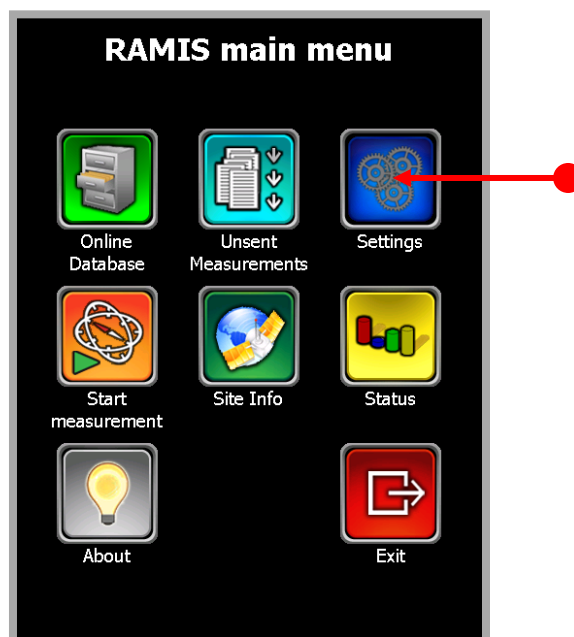 RAMIS main menu
Online
Database
Unsent
Measurements
Settings
Start
measurement
Site Info
Status
About
Exit